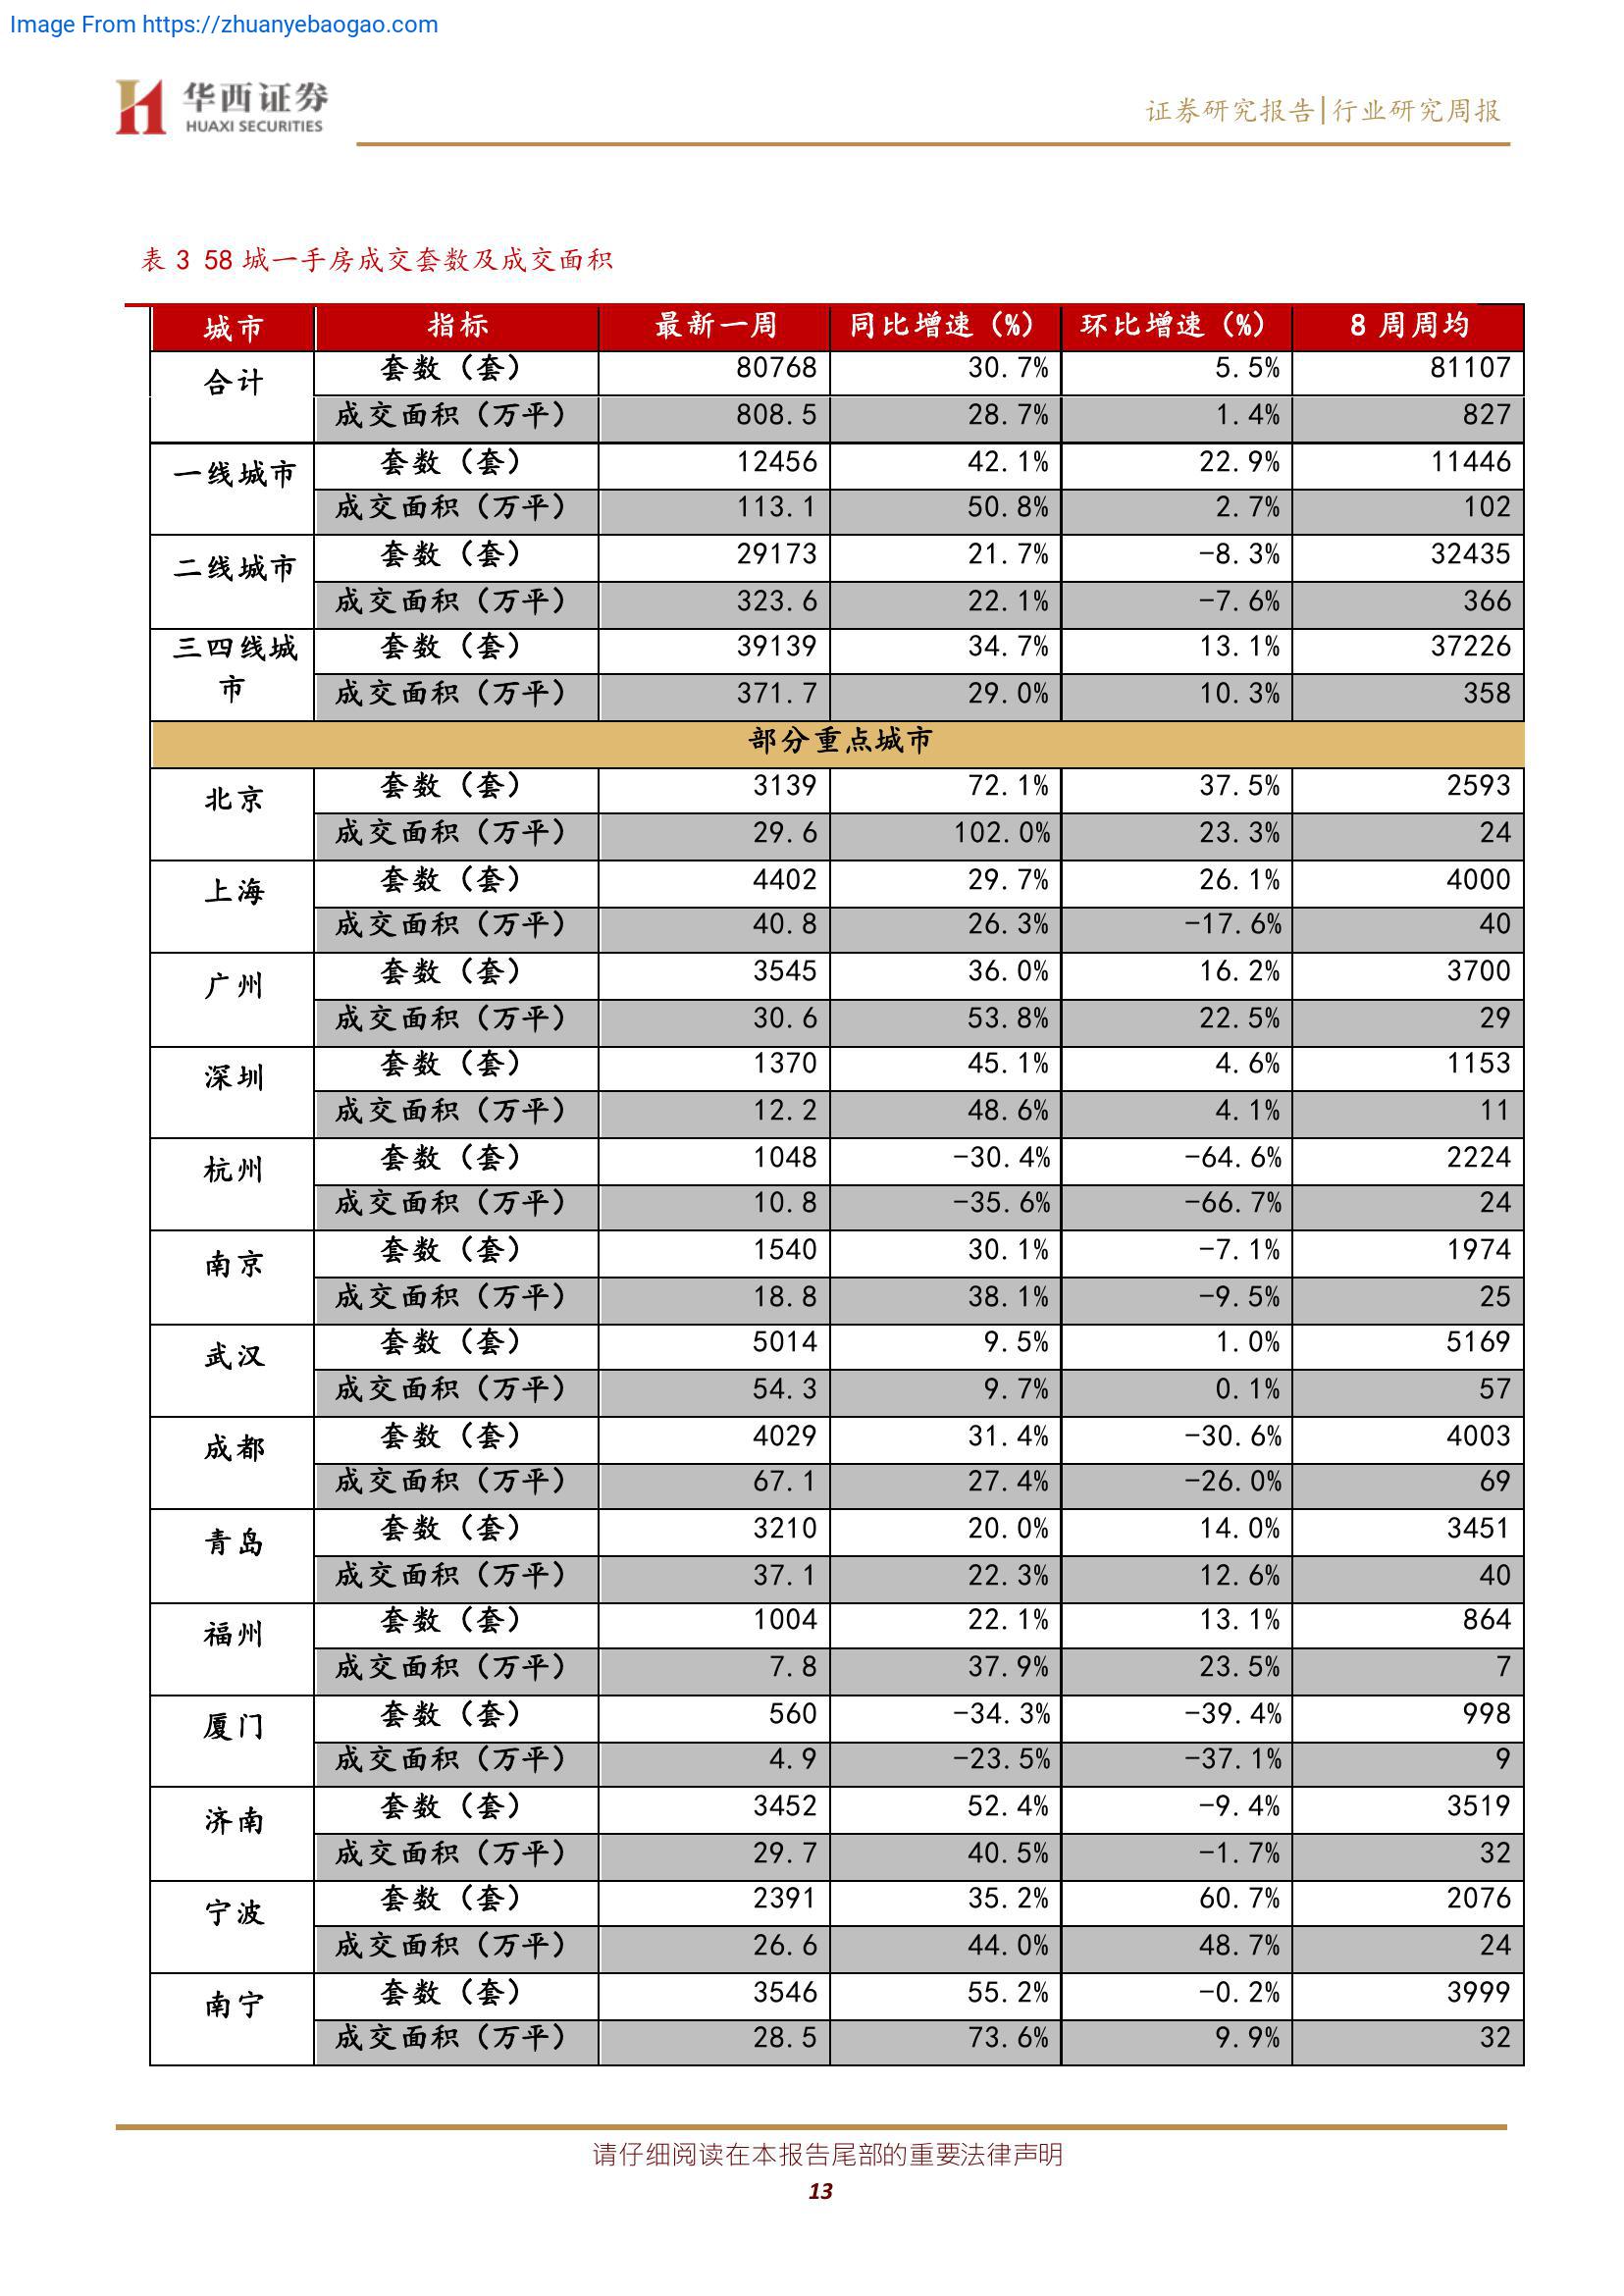 Image From https://zhuanyebaogao.com
华西证券
HUAXI SECURITIES
证券研究报告|行业研究周报
表 3 58 城一手房成交套数及成交面积
城市 指标 最新一周 同比增速（%） 环比增速（%） 8 周周均
合计 套数（套） 80768 30.7% 5.5% 81107
成交面积（万平） 808.5 28.7% 1.4% 827
一线城市 套数（套） 12456 42.1% 22.9% 11446
成交面积（万平） 113.1 50.8% 2.7% 102
二线城市 套数（套） 29173 21.7% -8.3% 32435
成交面积（万平） 323.6 22.1% -7.6% 366
三四线城市 套数（套） 39139 34.7% 13.1% 37226
成交面积（万平） 371.7 29.0% 10.3% 358
部分重点城市
北京 套数（套） 3139 72.1% 37.5% 2593
成交面积（万平） 29.6 102.0% 23.3% 24
上海 套数（套） 4402 29.7% 26.1% 4000
成交面积（万平） 40.8 26.3% -17.6% 40
广州 套数（套） 3545 36.0% 16.2% 3700
成交面积（万平） 30.6 53.8% 22.5% 29
深圳 套数（套） 1370 45.1% 4.6% 1153
成交面积（万平） 12.2 48.6% 4.1% 11
杭州 套数（套） 1048 -30.4% -64.6% 2224
成交面积（万平） 10.8 -35.6% -66.7% 24
南京 套数（套） 1540 30.1% -7.1% 1974
成交面积（万平） 18.8 38.1% -9.5% 25
武汉 套数（套） 5014 9.5% 1.0% 5169
成交面积（万平） 54.3 9.7% 0.1% 57
成都 套数（套） 4029 31.4% -30.6% 4003
成交面积（万平） 67.1 27.4% -26.0% 69
青岛 套数（套） 3210 20.0% 14.0% 3451
成交面积（万平） 37.1 22.3% 12.6% 40
福州 套数（套） 1004 22.1% 13.1% 864
成交面积（万平） 7.8 37.9% 23.5% 7
厦门 套数（套） 560 -34.3% -39.4% 998
成交面积（万平） 4.9 -23.5% -37.1% 9
济南 套数（套） 3452 52.4% -9.4% 3519
成交面积（万平） 29.7 40.5% -1.7% 32
宁波 套数（套） 2391 35.2% 60.7% 2076
成交面积（万平） 26.6 44.0% 48.7% 24
南宁 套数（套） 3546 55.2% -0.2% 3999
成交面积（万平） 28.5 73.6% 9.9% 32
请仔细阅读在本报告尾部的重要法律声明
13